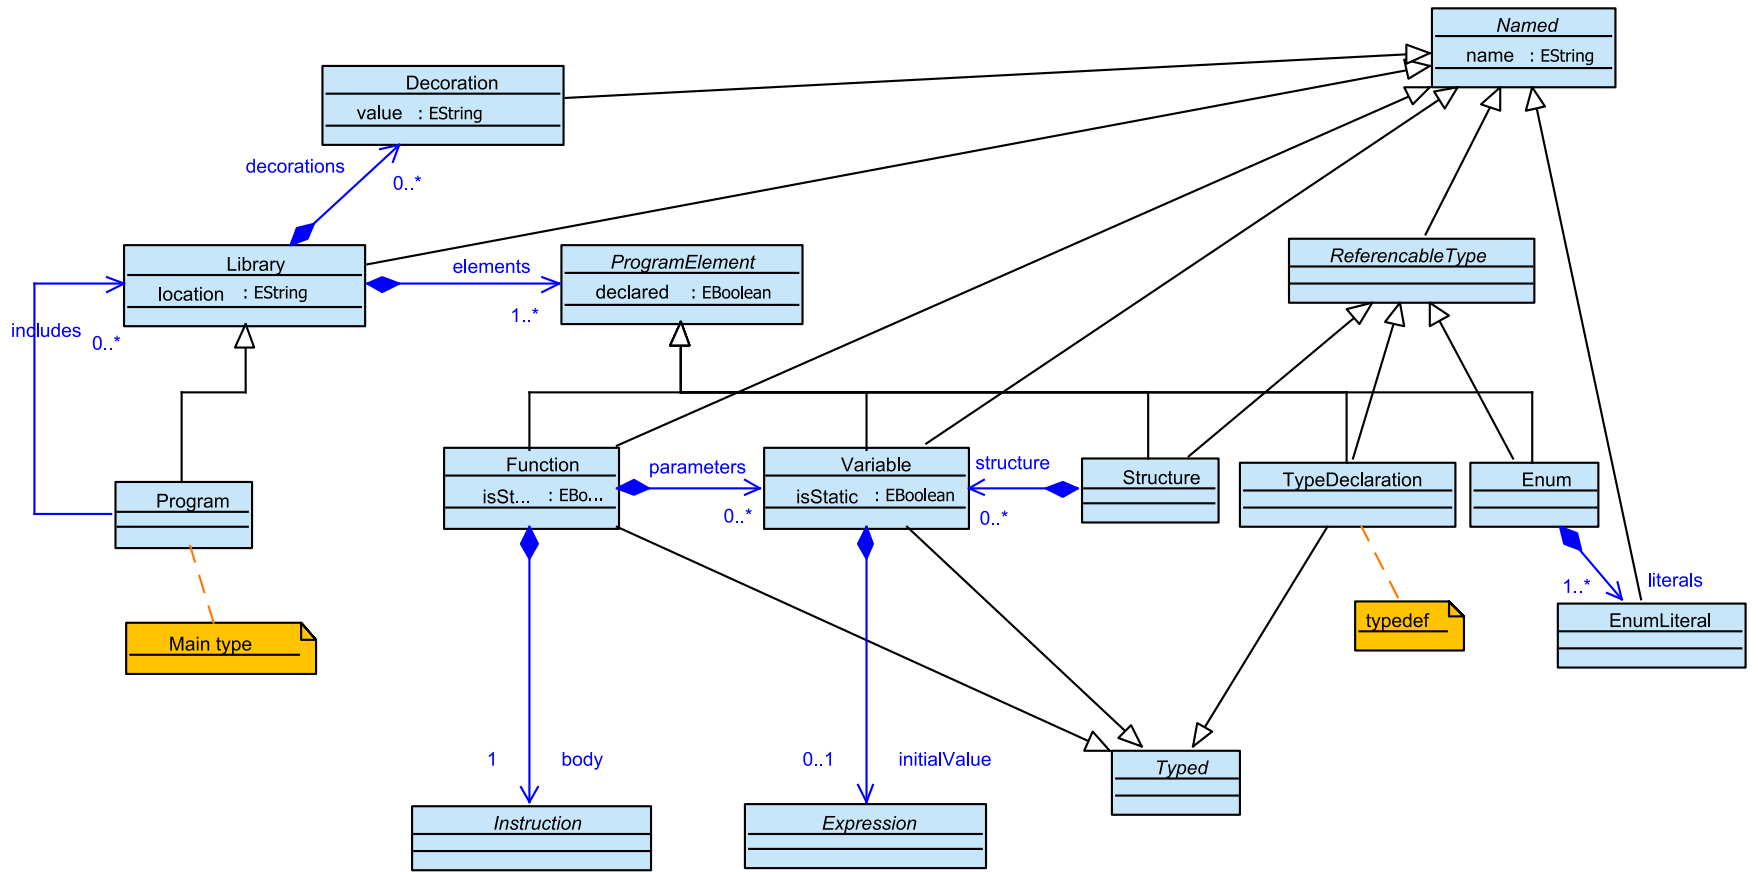 Named
name : EString
Decoration
value : EString
decorations
0..*
Library
location : EString
elements
1..*
ProgramElement
declared : EBoolean
ReferencableType
includes
0..*
Function
isSt... : EBo...
parameters
0..*
Variable
isStatic : EBoolean
structure
0..*
Structure
TypeDeclaration
Enum
Program
1..*
literals
Main type
typedef
EnumLiteral
1
body
0..1
initialValue
Typed
Instruction
Expression